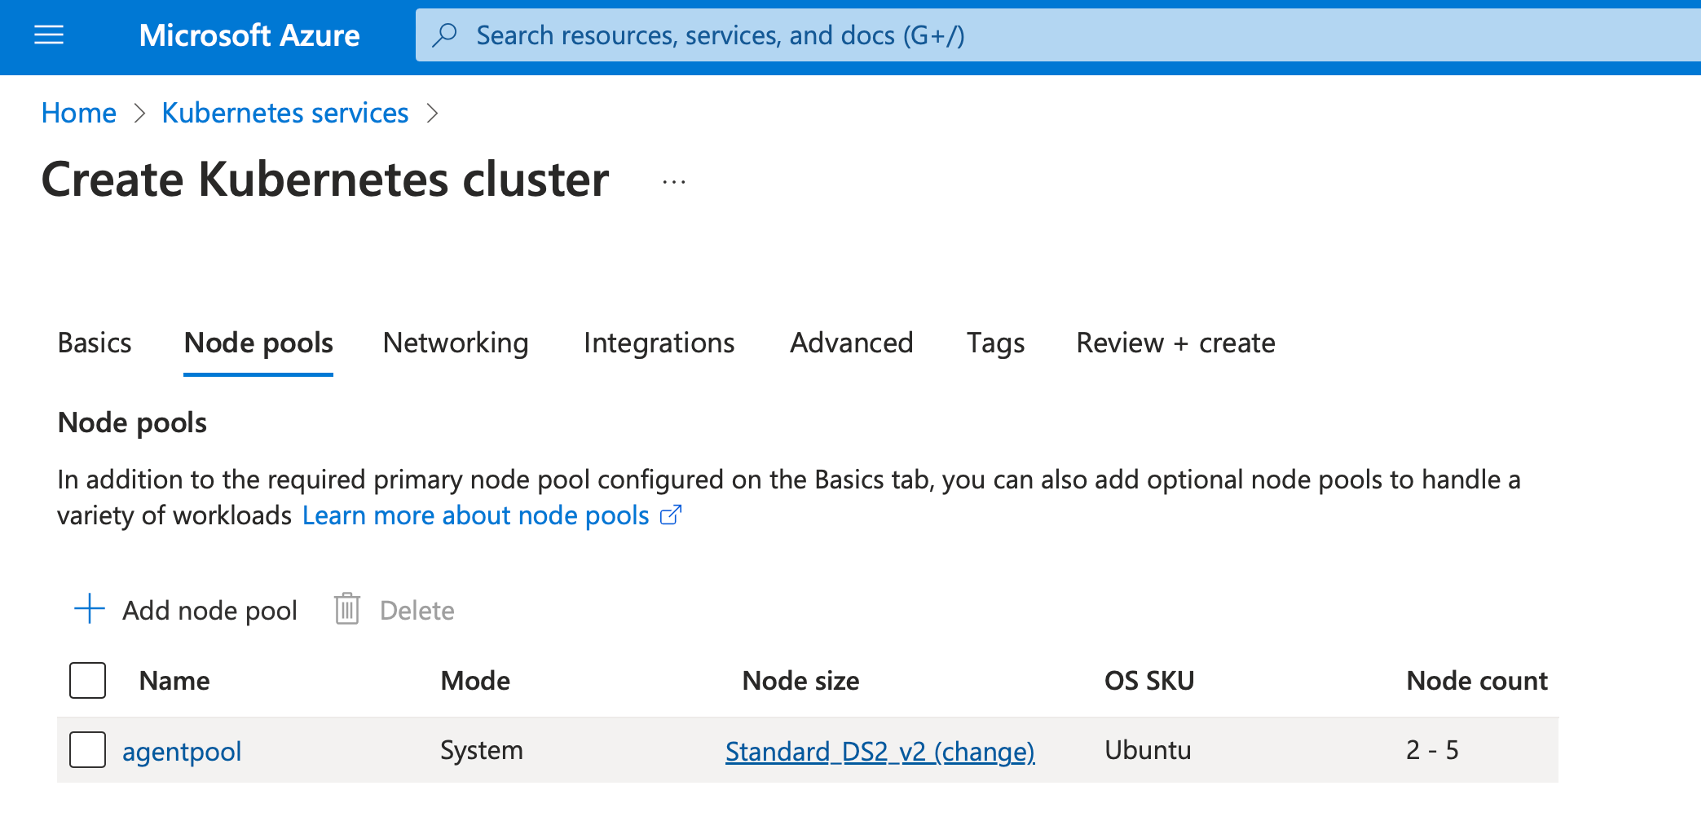 Microsoft Azure
Search resources, services, and docs (G+/)
Home > Kubernetes services >
Create Kubernetes cluster ...
Basics Node pools Networking Integrations Advanced Tags Review + create
Node pools
In addition to the required primary node pool configured on the Basics tab, you can also add optional node pools to handle a
variety of workloads Learn more about node pools
Add node pool Delete
Name Mode Node size OS SKU Node count
agentpool System Standard_DS2_v2 (change) Ubuntu 2 - 5